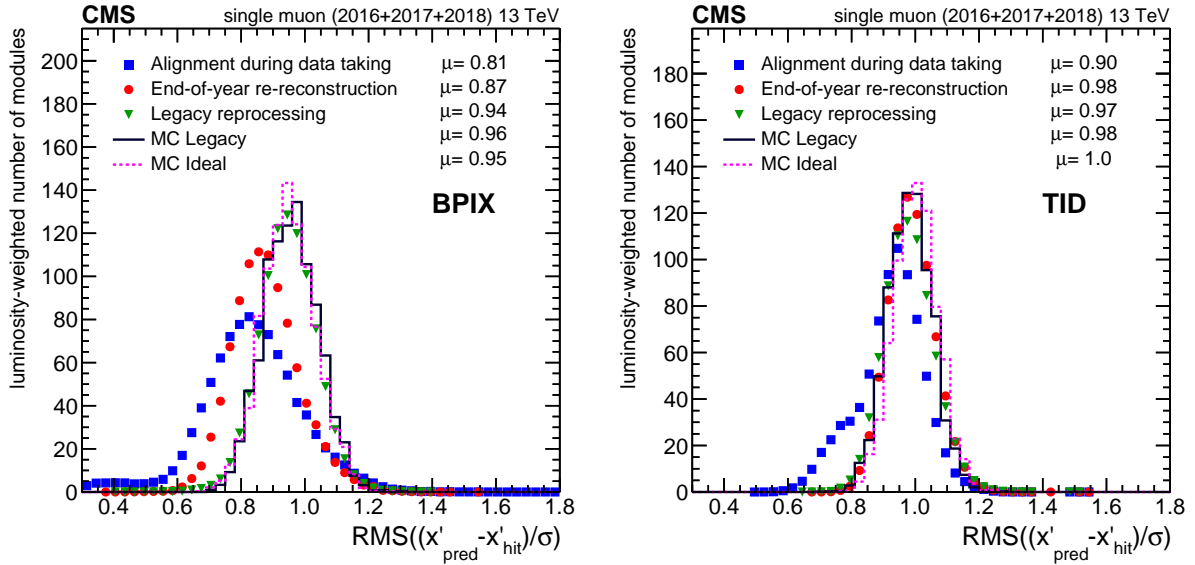 CMS single muon (2016+2017+2018) 13 TeV
luminosity-weighted number of modules
200
180
160
140
120
100
80
60
40
20
0
Alignment during data taking μ= 0.81
End-of-year re-reconstruction μ= 0.87
Legacy reprocessing μ= 0.94
MC Legacy μ= 0.96
MC Ideal μ= 0.95
BPIX
0.4 0.6 0.8 1.0 1.2 1.4 1.6 1.8
RMS((x'pred-x'hit)/σ)
CMS single muon (2016+2017+2018) 13 TeV
luminosity-weighted number of modules
180
160
140
120
100
80
60
40
20
0
Alignment during data taking μ= 0.90
End-of-year re-reconstruction μ= 0.98
Legacy reprocessing μ= 0.97
MC Legacy μ= 0.98
MC Ideal μ= 1.0
TID
0.4 0.6 0.8 1.0 1.2 1.4 1.6 1.8
RMS((x'pred-x'hit)/σ)